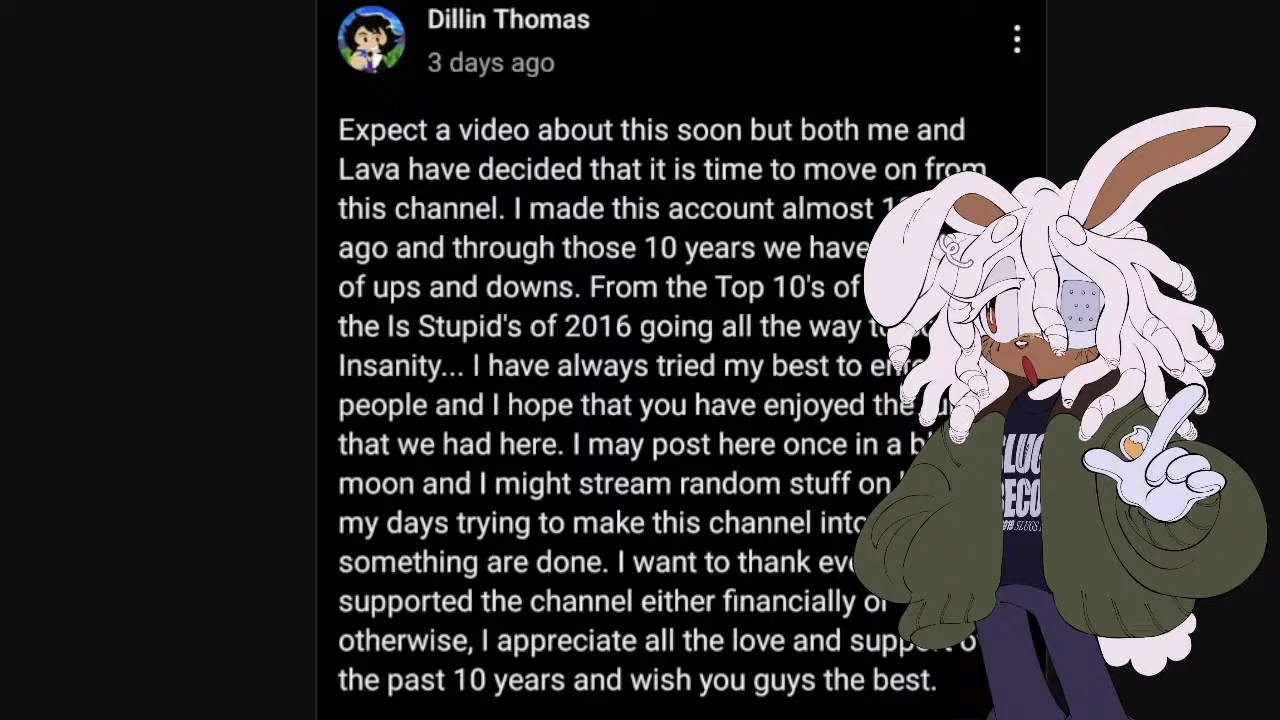 Dillin Thomas
3 days ago
Expect a video about this soon but both me and
Lava have decided that it is time to move on from
this channel. I made this account almost
ago and through those 10 years we have
of ups and downs. From the Top 10's of
the Is Stupid's of 2016 going all the way
Insanity... I have always tried my best to
people and I hope that you have enjoyed the
that we had here. I may post here once in a
moon and I might stream random stuff on
my days trying to make this channel into
something are done. I want to thank
supported the channel either financially or
otherwise, I appreciate all the love and support
the past 10 years and wish you guys the best.